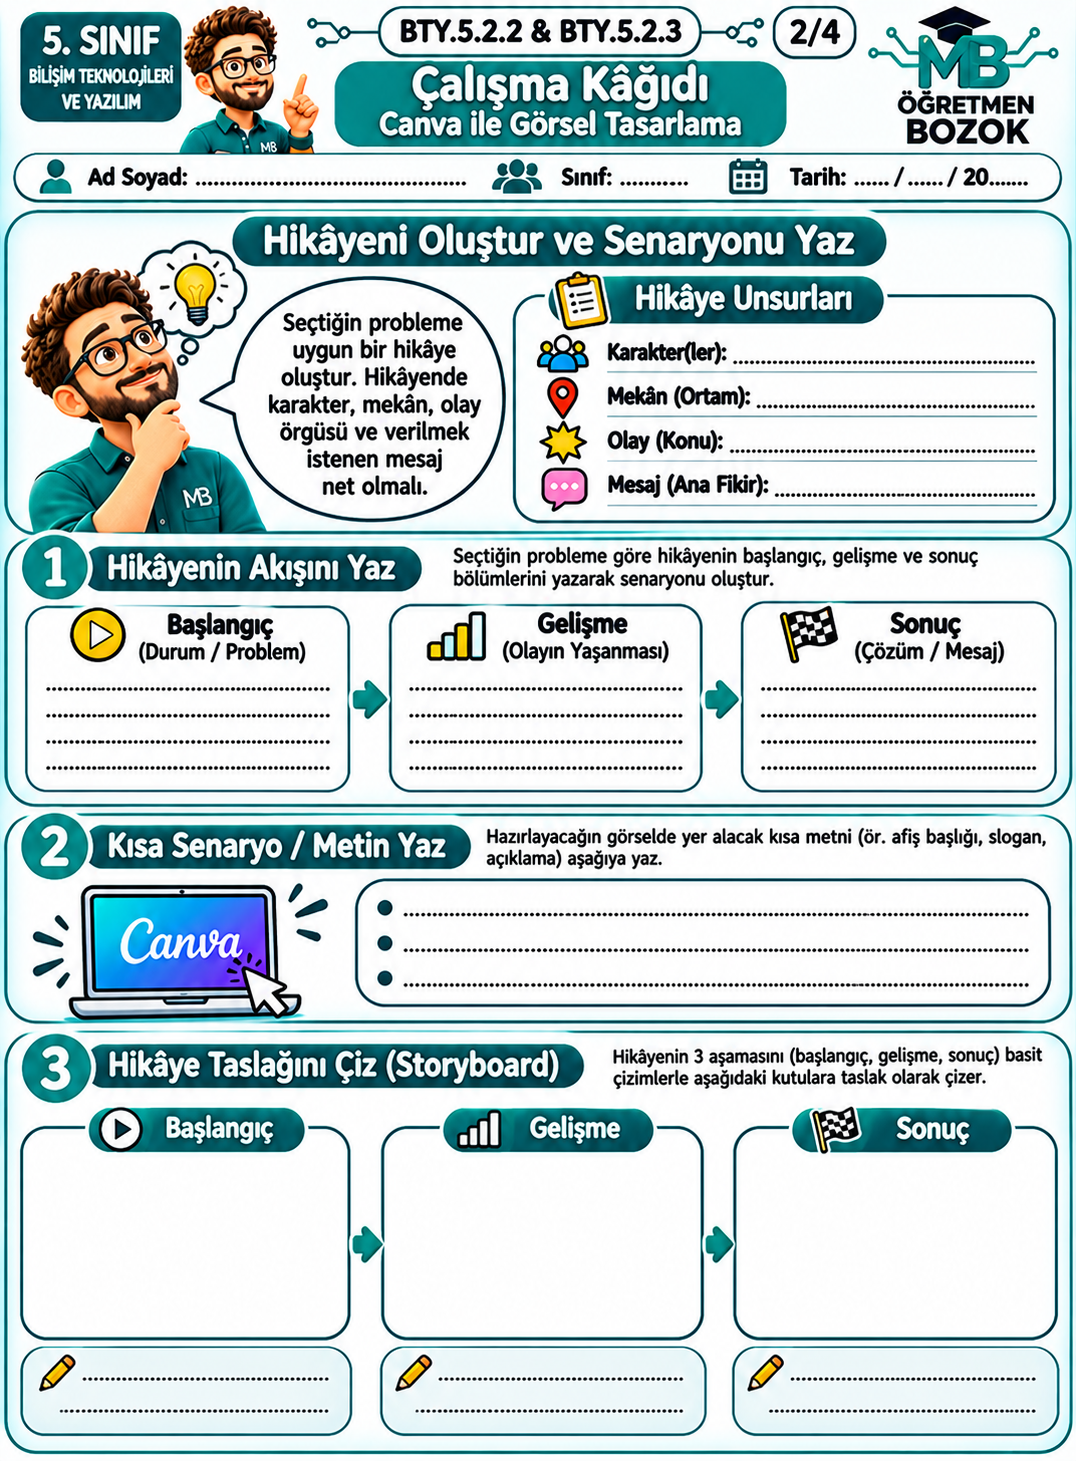 5. SINIF
BİLİŞİM TEKNOLOJİLERİ
VE YAZILIM
MB
BTY.5.2.2 & BTY.5.2.3
2/4
Çalışma Kâğıdı
Canva ile Görsel Tasarlama
MB
ÖĞRETMEN
BOZOK
Ad Soyad: ......................................................
Sınıf: ..............
Tarih: ....... / ....... / 20........
Hikâyeni Oluştur ve Senaryonu Yaz
Seçtiğin probleme
uygun bir hikâye
oluştur. Hikâyende
karakter, mekân, olay
örgüsü ve verilmek
istenen mesaj
net olmalı.
MB
Hikâye Unsurları
Karakter(ler): ............................................................
Mekân (Ortam): ........................................................
Olay (Konu): ............................................................
Mesaj (Ana Fikir): ....................................................
1 Hikâyenin Akışını Yaz
Seçtiğin probleme göre hikâyenin başlangıç, gelişme ve sonuç
bölümlerini yazarak senaryonu oluştur.
Başlangıç
(Durum / Problem)
Gelişme
(Olayın Yaşanması)
Sonuç
(Çözüm / Mesaj)
2 Kısa Senaryo / Metin Yaz
Hazırlayacağın görselde yer alacak kısa metni (ör. afiş başlığı, slogan,
açıklama) aşağıya yaz.
Canva
3 Hikâye Taslağını Çiz (Storyboard)
Hikâyenin 3 aşamasını (başlangıç, gelişme, sonuç) basit
çizimlerle aşağıdaki kutulara taslak olarak çizer.
Başlangıç
Gelişme
Sonuç